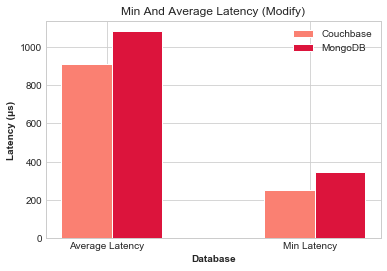 Min And Average Latency (Modify)
Couchbase
MongoDB
Latency (μs)
1000
800
600
400
200
0
Average Latency
Min Latency
Database